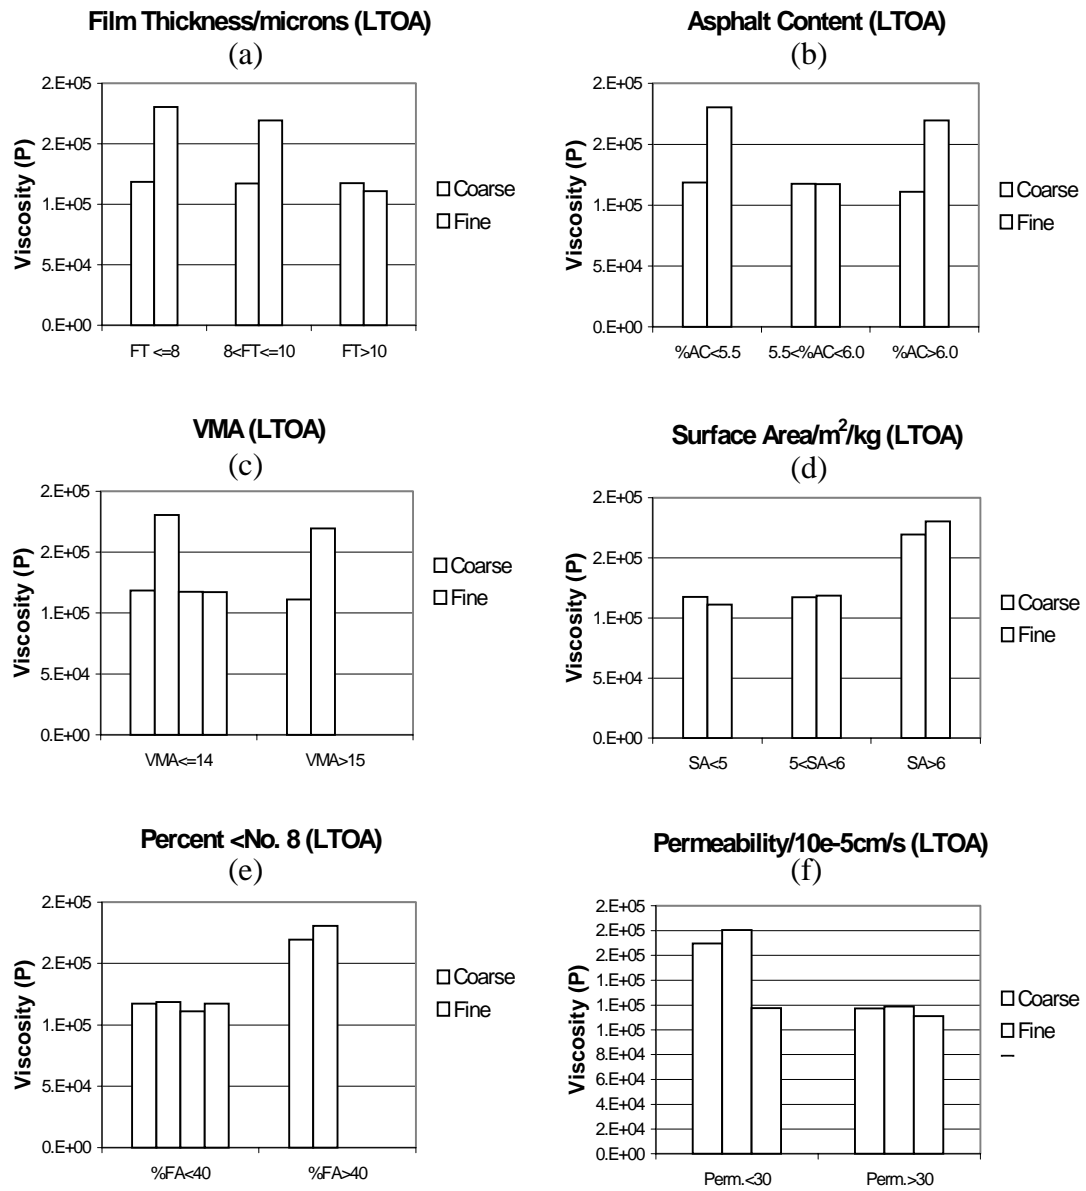 Film Thickness/microns (LTOA)
(a)
2.E+05
2.E+05
1.E+05
5.E+04
0.E+00
Viscosity (P)
FT <=8
8<FT<=10
FT>10
Coarse
Fine
Asphalt Content (LTOA)
(b)
2.E+05
2.E+05
1.E+05
5.E+04
0.E+00
Viscosity (P)
%AC<5.5
5.5<%AC<6.0
%AC>6.0
Coarse
Fine
VMA (LTOA)
(c)
2.E+05
2.E+05
1.E+05
5.E+04
0.E+00
Viscosity (P)
VMA<=14
VMA>15
Coarse
Fine
Surface Area/m²/kg (LTOA)
(d)
2.E+05
2.E+05
1.E+05
5.E+04
0.E+00
Viscosity (P)
SA<5
5<SA<6
SA>6
Coarse
Fine
Percent <No. 8 (LTOA)
(e)
2.E+05
2.E+05
1.E+05
5.E+04
0.E+00
Viscosity (P)
%FA<40
%FA>40
Coarse
Fine
Permeability/10e-5cm/s (LTOA)
(f)
2.E+05
2.E+05
2.E+05
1.E+05
1.E+05
1.E+05
8.E+04
6.E+04
4.E+04
2.E+04
0.E+00
Viscosity (P)
Perm.<30
Perm.>30
Coarse
Fine